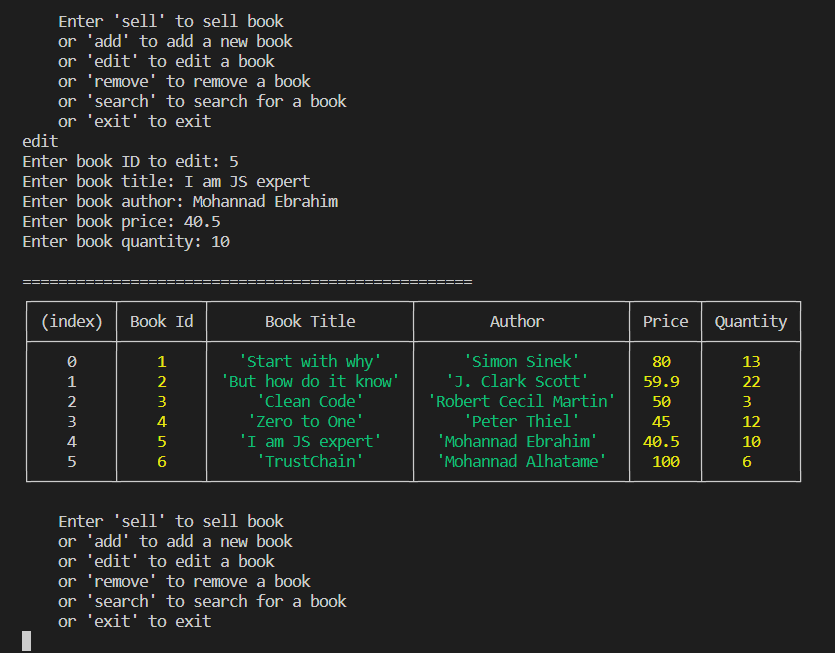 Enter 'sell' to sell book
or 'add' to add a new book
or 'edit' to edit a book
or 'remove' to remove a book
or 'search' to search for a book
or 'exit' to exit
edit
Enter book ID to edit: 5
Enter book title: I am JS expert
Enter book author: Mohannad Ebrahim
Enter book price: 40.5
Enter book quantity: 10
==================================================
(index) Book Id Book Title Author Price Quantity
0 1 'Start with why' 'Simon Sinek' 80 13
1 2 'But how do it know' 'J. Clark Scott' 59.9 22
2 3 'Clean Code' 'Robert Cecil Martin' 50 3
3 4 'Zero to One' 'Peter Thiel' 45 12
4 5 'I am JS expert' 'Mohannad Ebrahim' 40.5 10
5 6 'TrustChain' 'Mohannad Alhatame' 100 6
Enter 'sell' to sell book
or 'add' to add a new book
or 'edit' to edit a book
or 'remove' to remove a book
or 'search' to search for a book
or 'exit' to exit